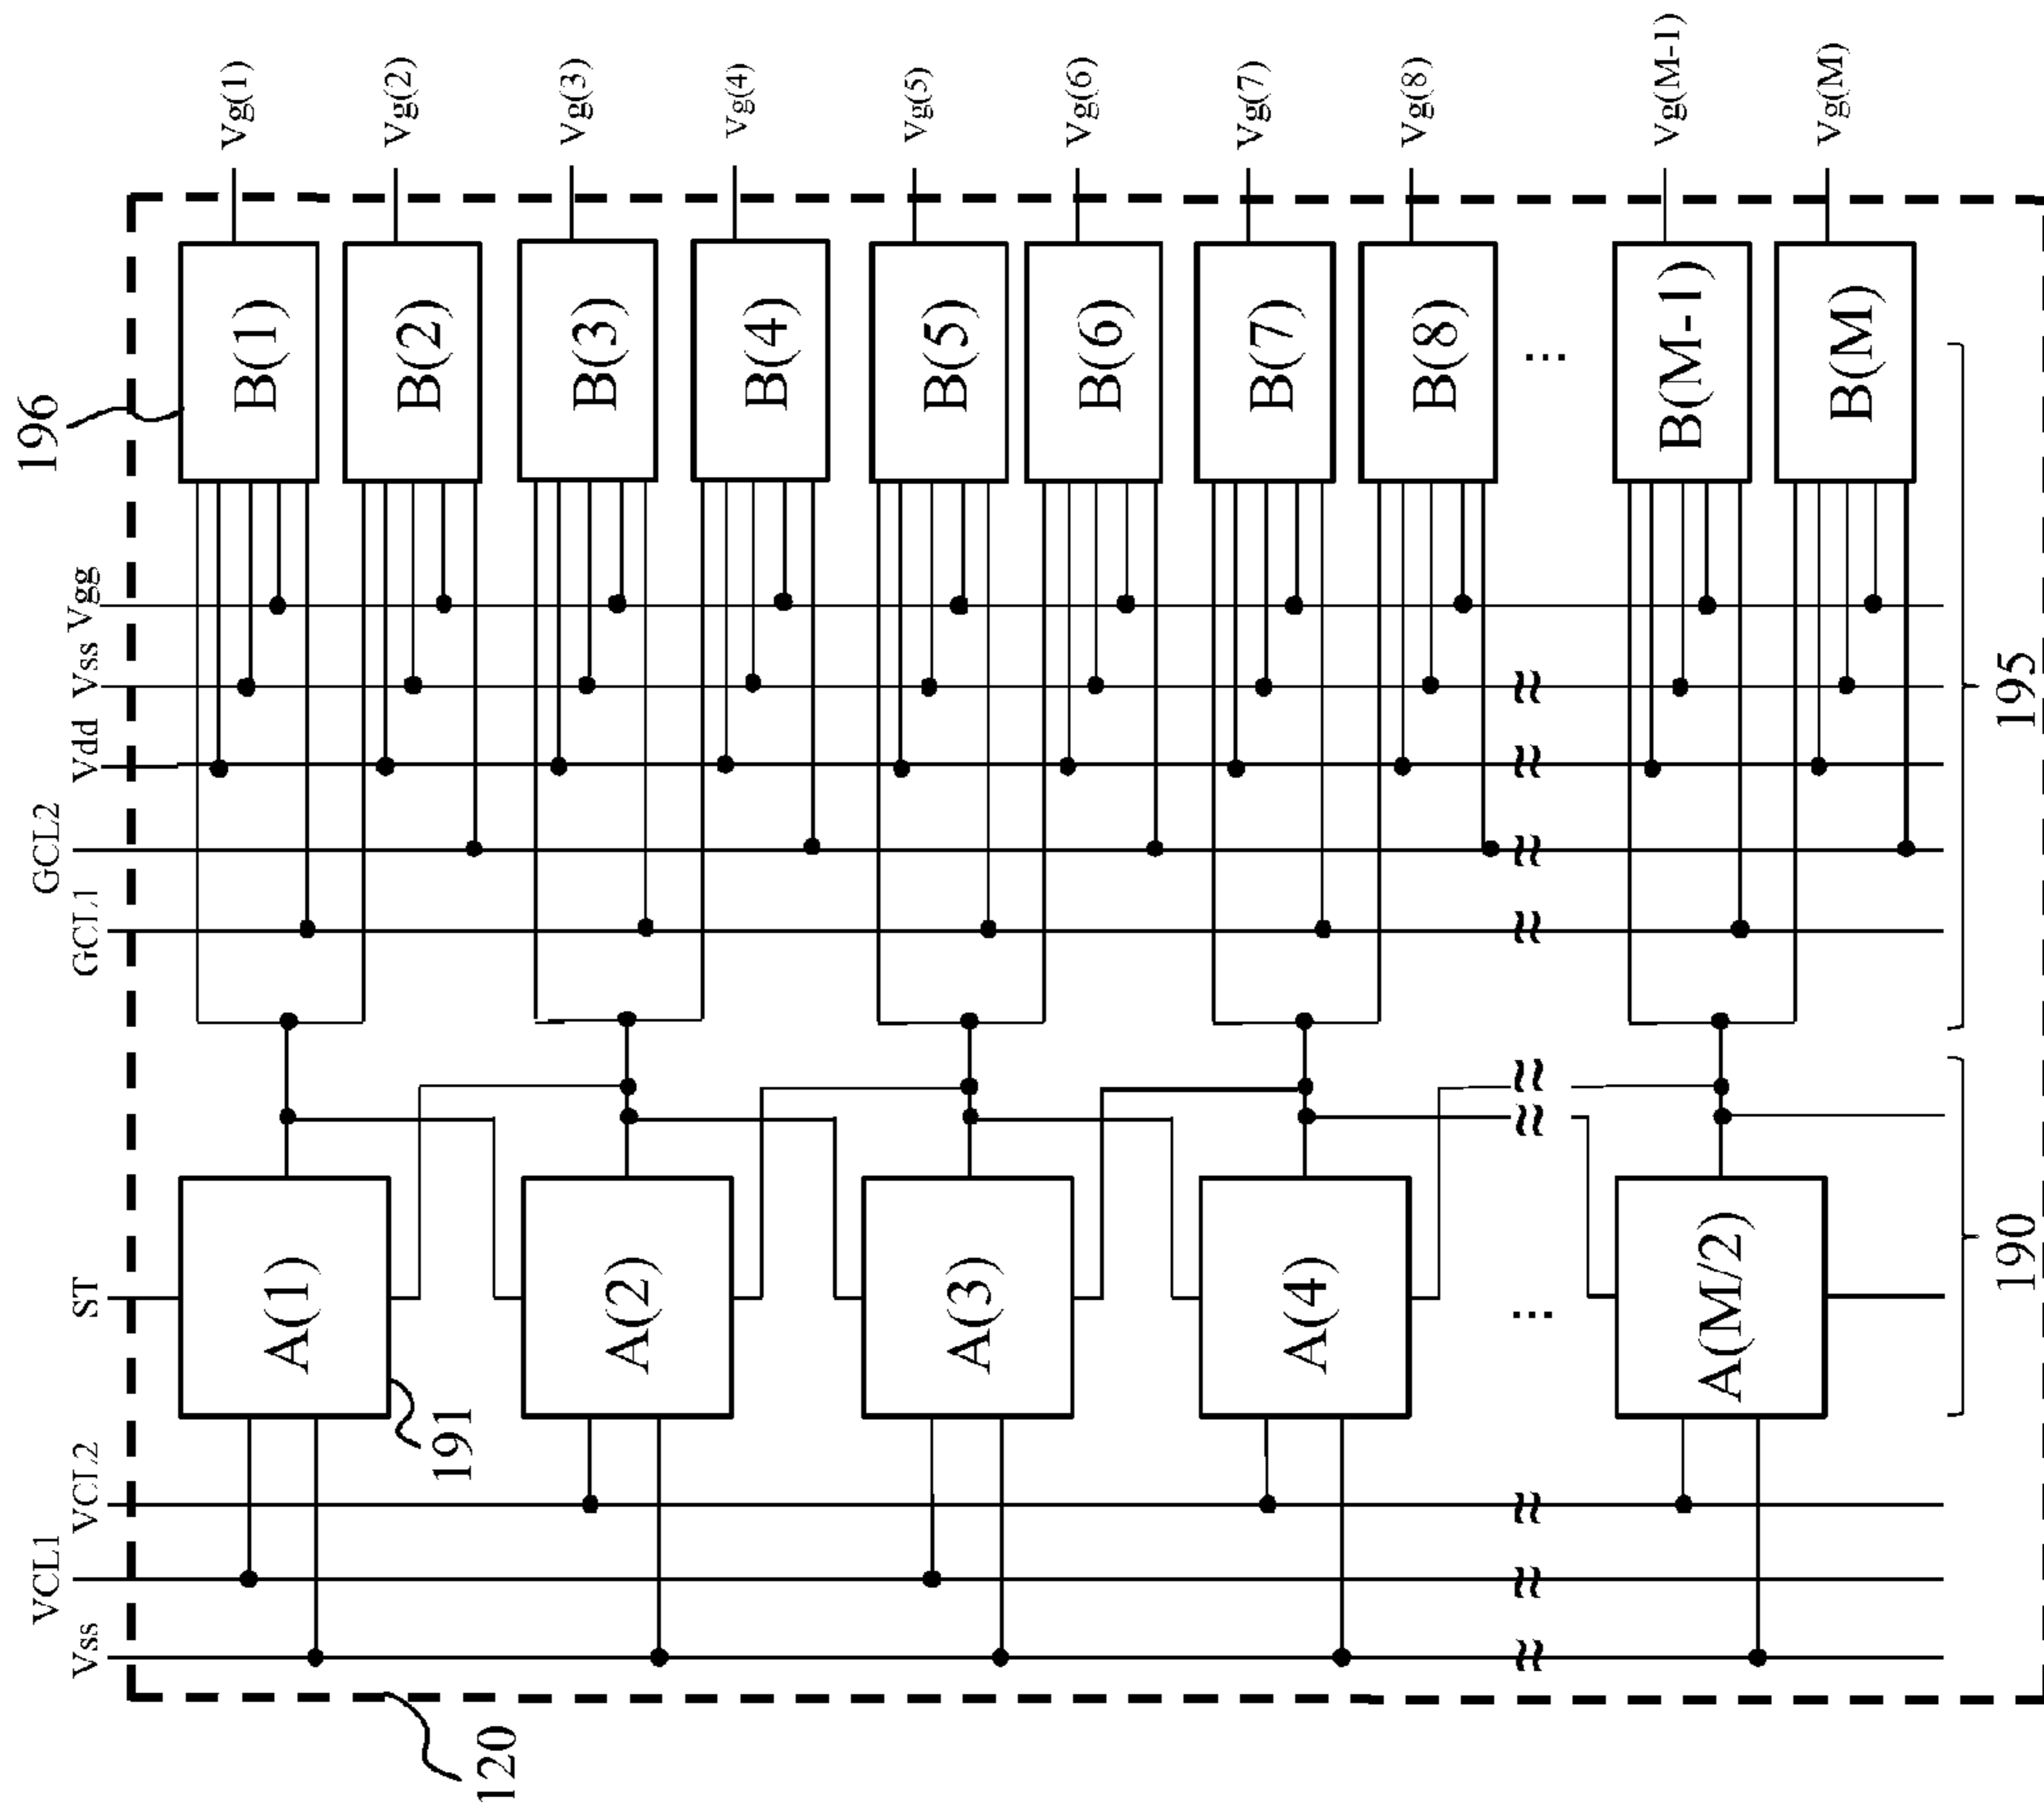 Vg(1)
Vg(2)
Vg(3)
Vg(4)
Vg(5)
Vg(6)
Vg(7)
Vg(8)
Vg(M-1)
Vg(M)
196
B(1)
B(2)
B(3)
B(4)
B(5)
B(6)
B(7)
B(8)
...
B(M-1)
B(M)
Vgg
Vss
Vdd
GCL2
GCL1
195
ST
A(1)
A(2)
A(3)
A(4)
...
A(M/2)
190
191
VCL2
VCL1
Vss
120